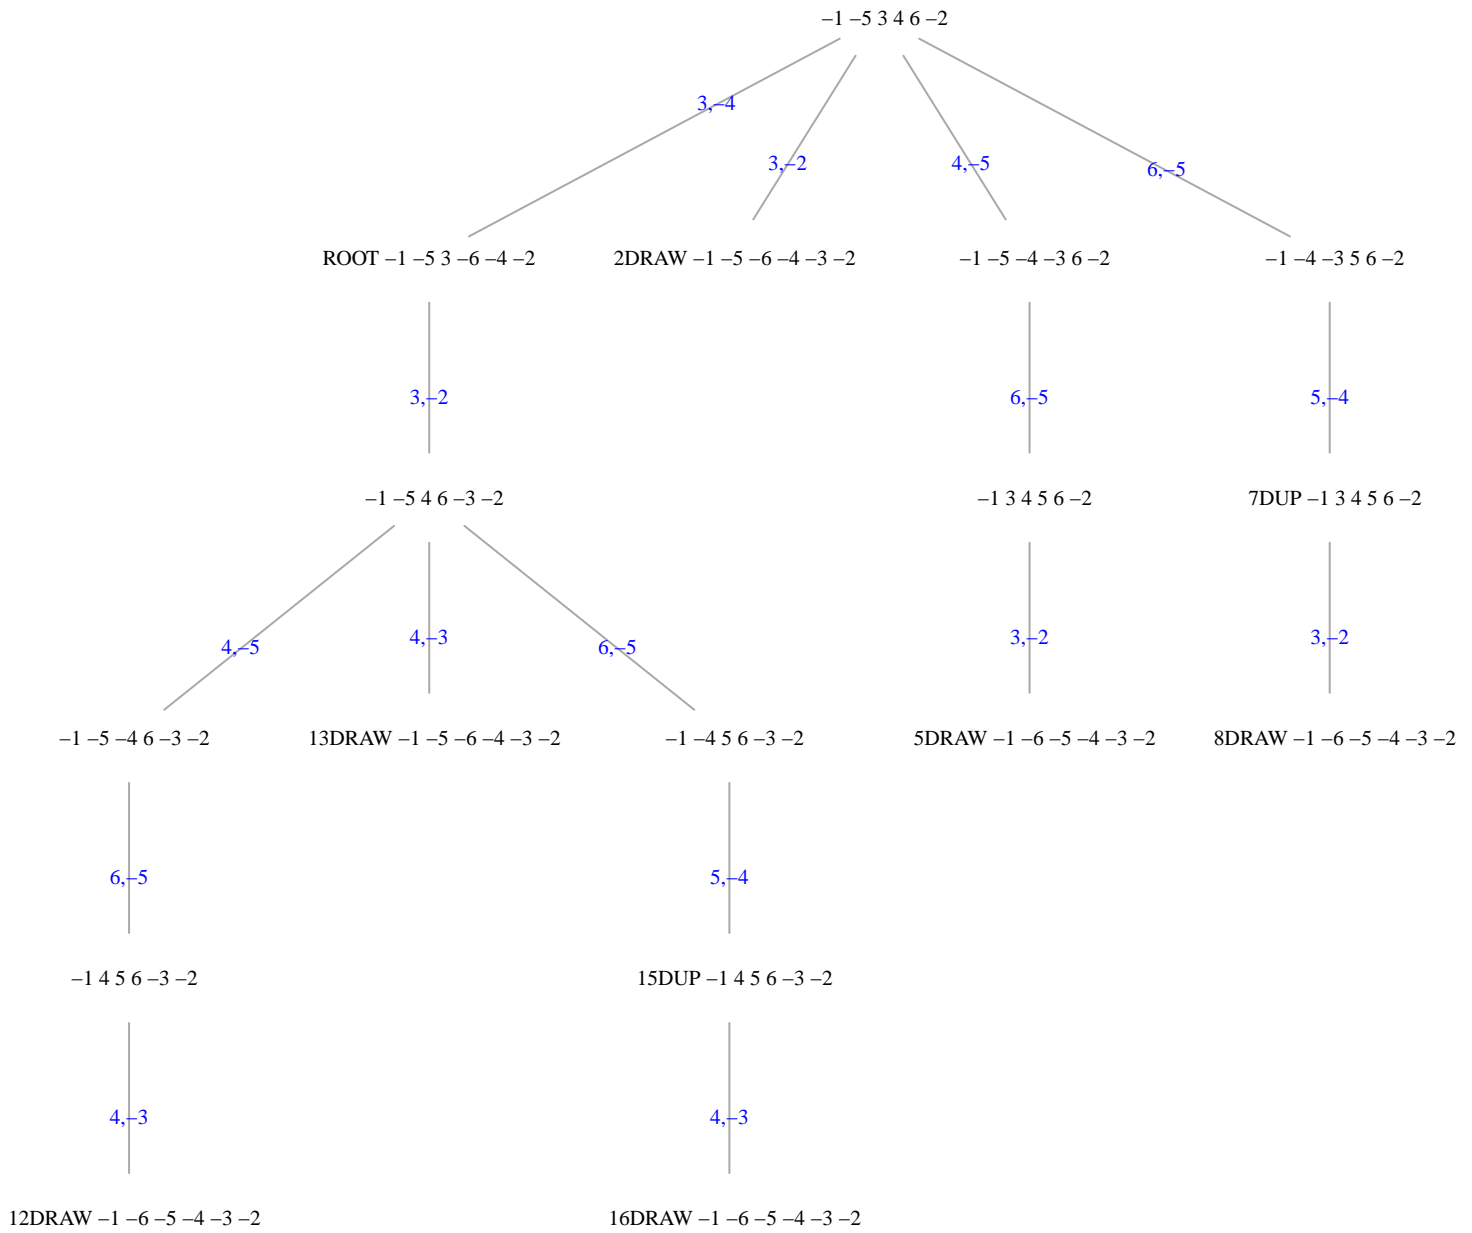 –1 –5 3 4 6 –2
3,–4
3,–2
4,–5
6,–5
ROOT –1 –5 3 –6 –4 –2
2DRAW –1 –5 –6 –4 –3 –2
–1 –5 –4 –3 6 –2
–1 –4 –3 5 6 –2
3,–2
6,–5
5,–4
–1 –5 4 6 –3 –2
–1 3 4 5 6 –2
7DUP –1 3 4 5 6 –2
4,–5
4,–3
6,–5
3,–2
3,–2
–1 –5 –4 6 –3 –2
13DRAW –1 –5 –6 –4 –3 –2
–1 –4 5 6 –3 –2
5DRAW –1 –6 –5 –4 –3 –2
8DRAW –1 –6 –5 –4 –3 –2
6,–5
5,–4
–1 4 5 6 –3 –2
15DUP –1 4 5 6 –3 –2
4,–3
4,–3
12DRAW –1 –6 –5 –4 –3 –2
16DRAW –1 –6 –5 –4 –3 –2